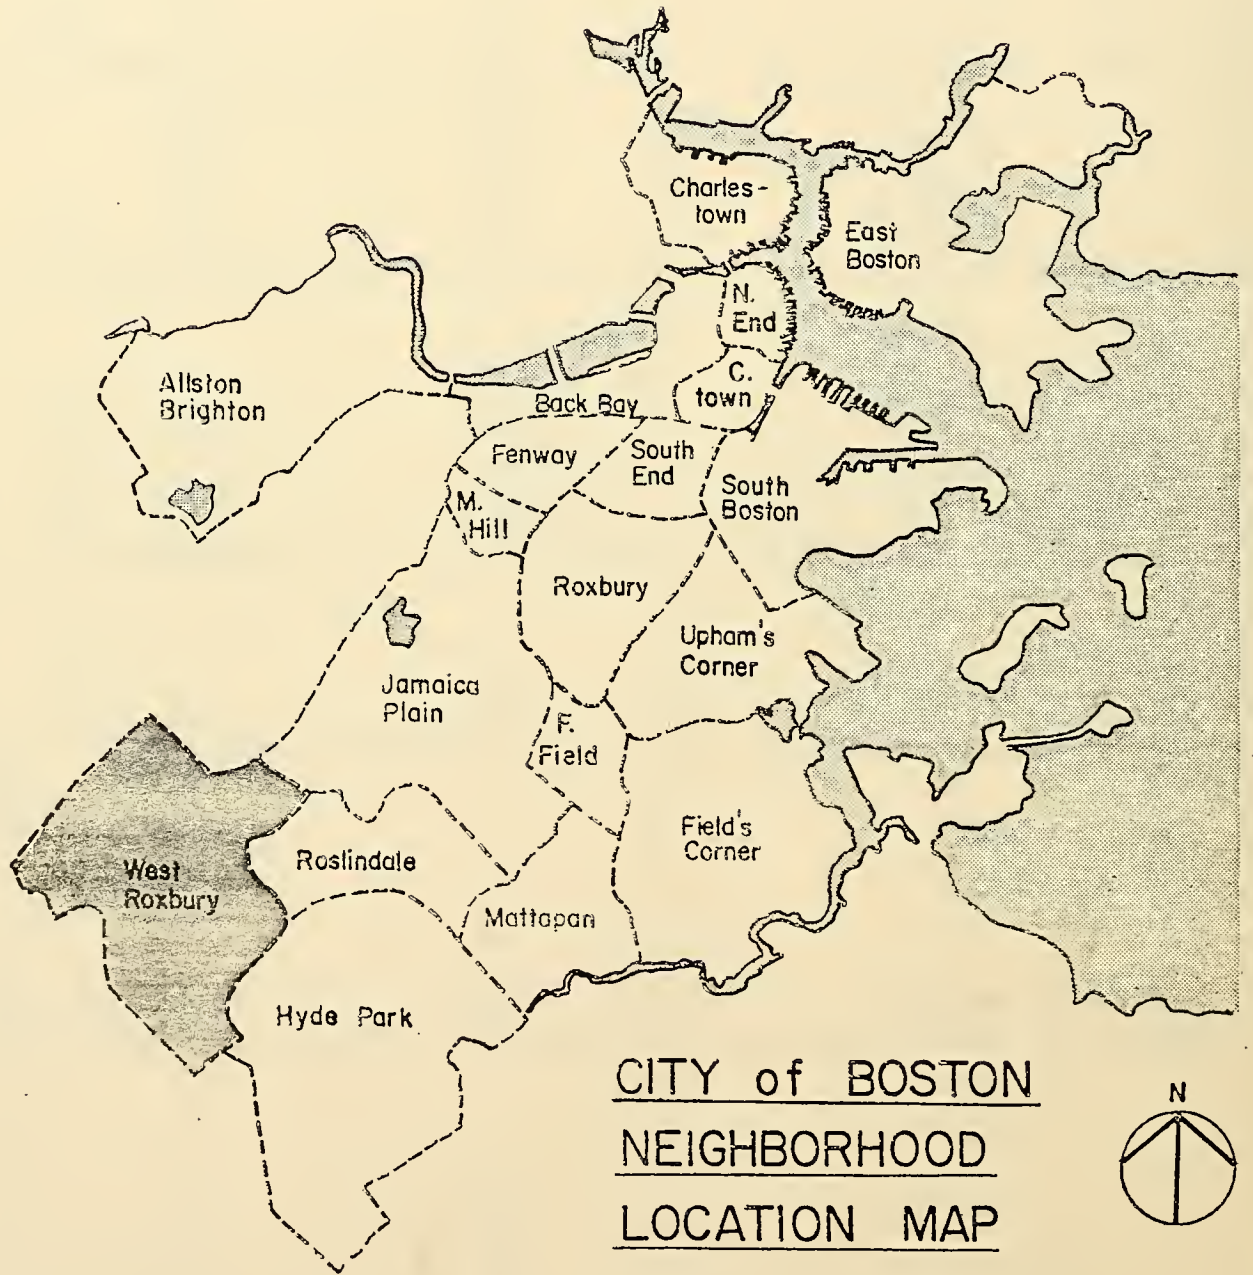 Charles-
town
East
Boston
N.
End
Allston
Brighton
C.
town
Back Bay
Fenway
South
End
M.
Hill
South
Boston
Roxbury
Upham's
Corner
Jamaica
Plain
F.
Field
Field's
Corner
West
Roxbury
Roslindale
Mattapan
Hyde Park
CITY of BOSTON
NEIGHBORHOOD
LOCATION MAP
N